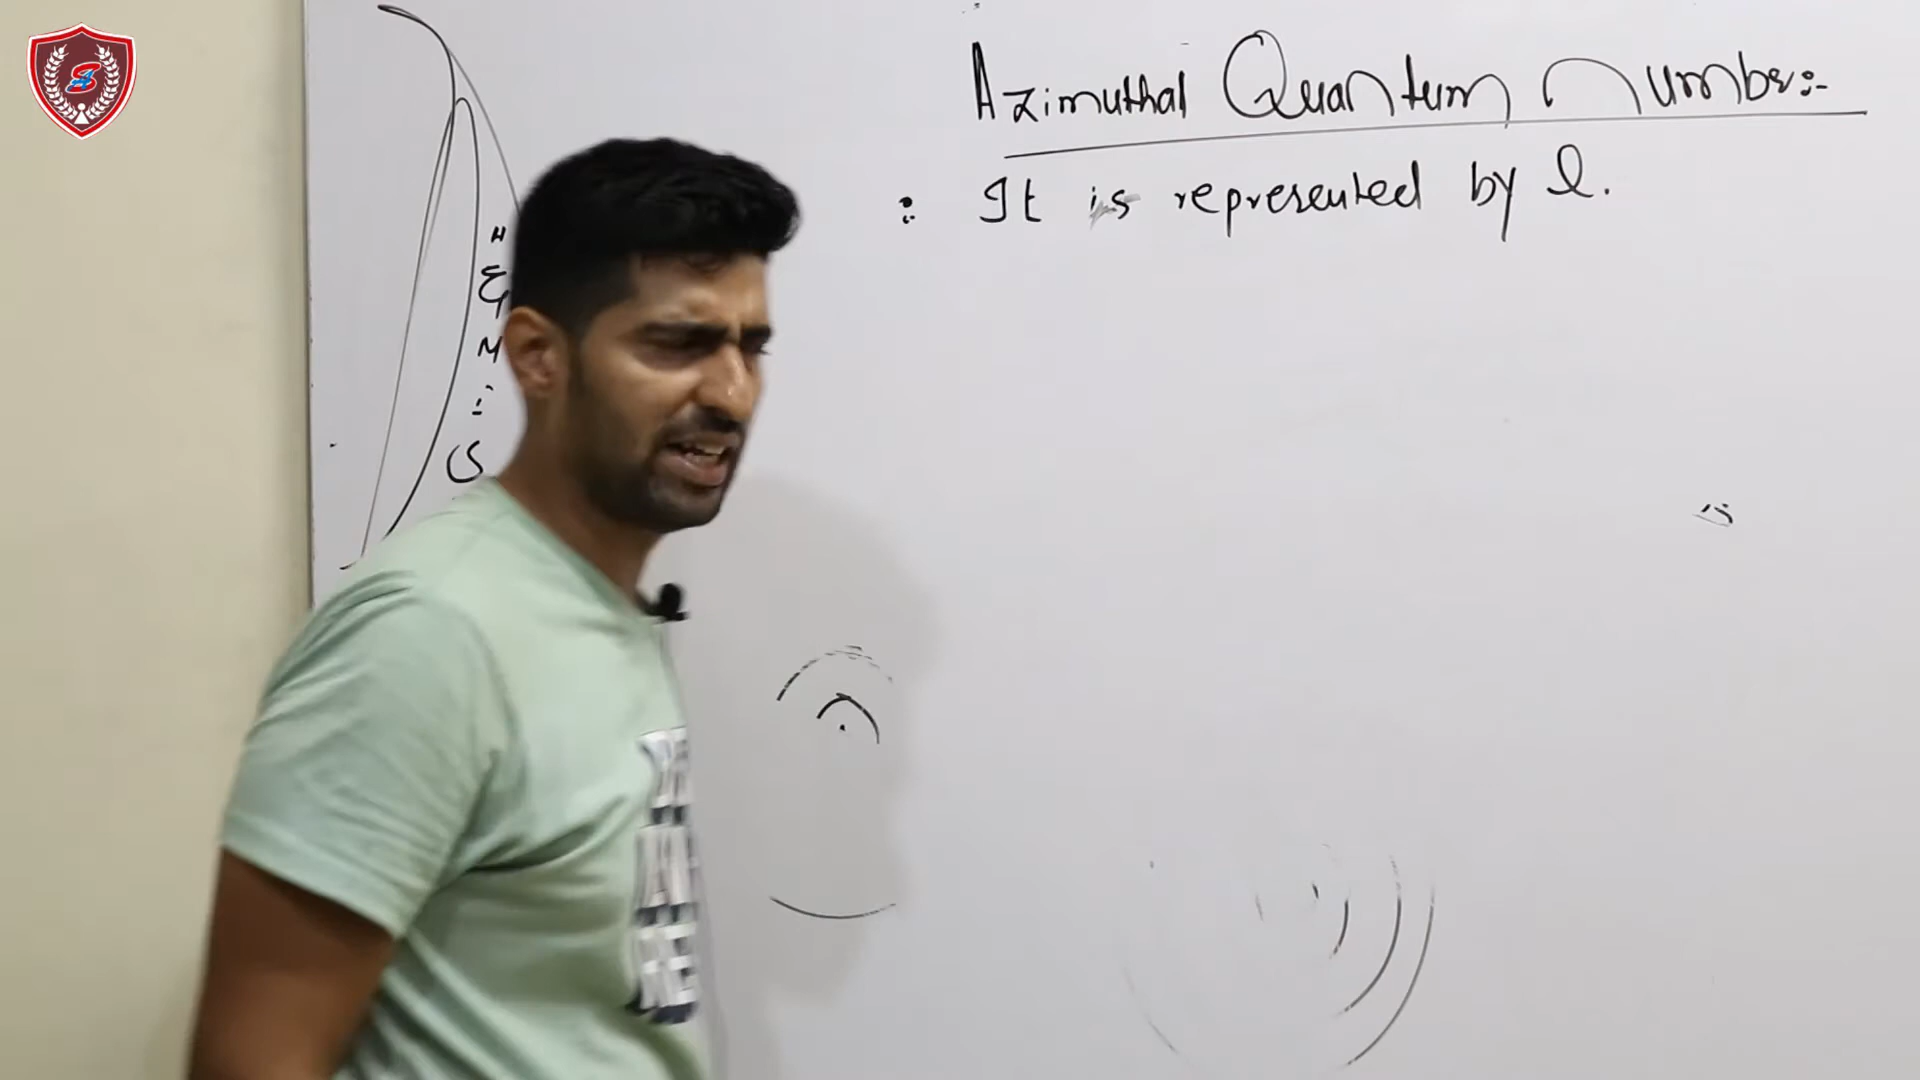 Azimuthal Quantum Number:-
: It is represented by l.